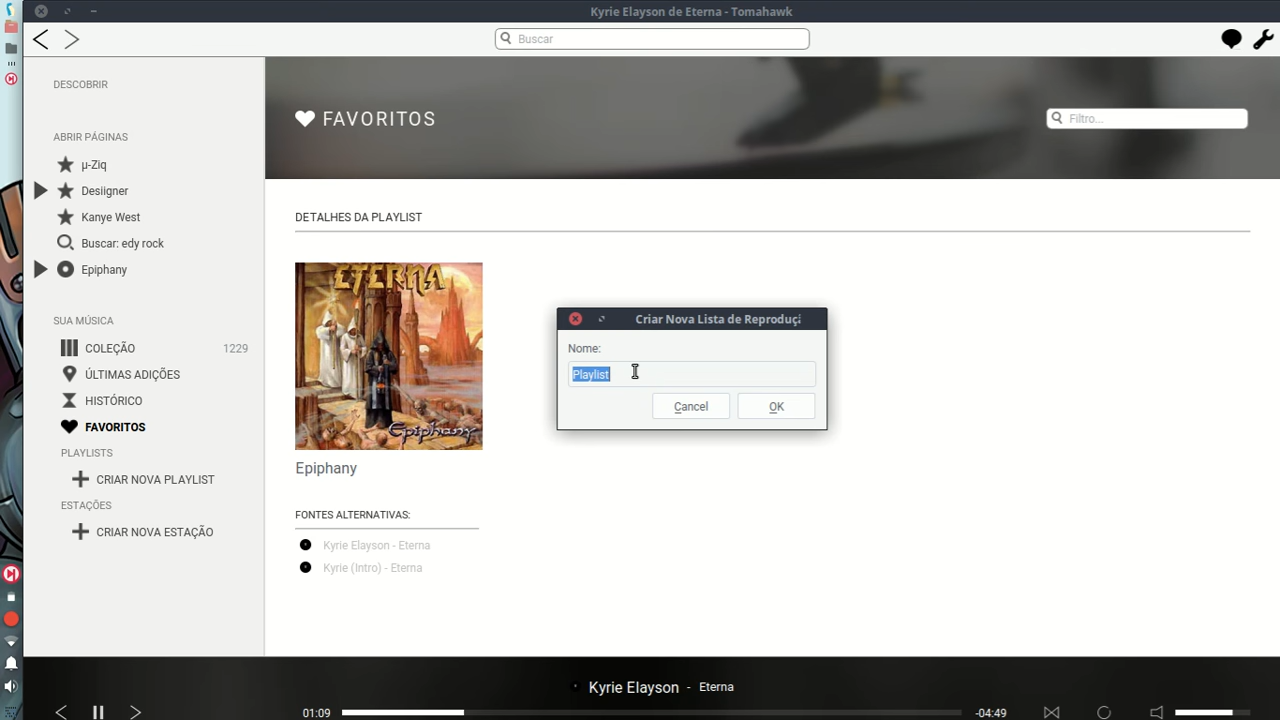 Kyrie Elayson de Eterna - Tomahawk
Buscar
DESCOBRIR
ABRIR PÁGINAS
µ-Ziq
Desiigner
Kanye West
Buscar: edy rock
Epiphany
SUA MÚSICA
COLEÇÃO 1229
ÚLTIMAS ADIÇÕES
HISTÓRICO
FAVORITOS
PLAYLISTS
CRIAR NOVA PLAYLIST
ESTAÇÕES
CRIAR NOVA ESTAÇÃO
FAVORITOS
Filtro...
DETALHES DA PLAYLIST
ETERNA
Epiphany
Epiphany
FONTES ALTERNATIVAS:
Kyrie Elayson - Eterna
Kyrie (Intro) - Eterna
Criar Nova Lista de Reproduçã
Nome:
Playlist
Cancel OK
Kyrie Elayson - Eterna
01:09 -04:49